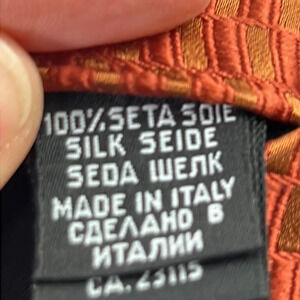 100% SETA SOIE
SILK SEIDE
SEDA ШЕЛК
MADE IN ITALY
СДЕЛАНО В
ИТАЛИИ
CA. 23115